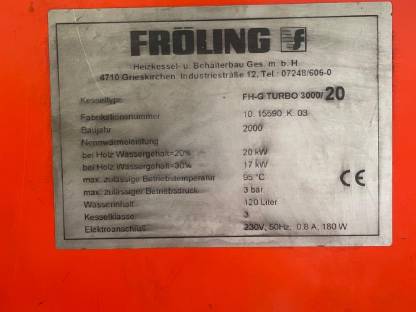 FRÖLING f
Heizkessel- u. Behälterbau Ges. m. b. H
4710 Grieskirchen Industriestraße 12, Tel.: 07248/606-0
Kesseltype FH-G TURBO 3000/20
Fabrikationsnummer 10. 15590. K. 03
Baujahr 2000
Nennwärmeleistung
bei Holz Wassergehalt=20% 20 kW
bei Holz Wassergehalt=30% 17 kW
max. zulässige Betriebstemperatur 95 °C
max. zulässiger Betriebsdruck 3 bar CE
Wasserinhalt 120 Liter
Kesselklasse 3
Elektroanschluß 230V, 50Hz, 0.8 A, 180 W